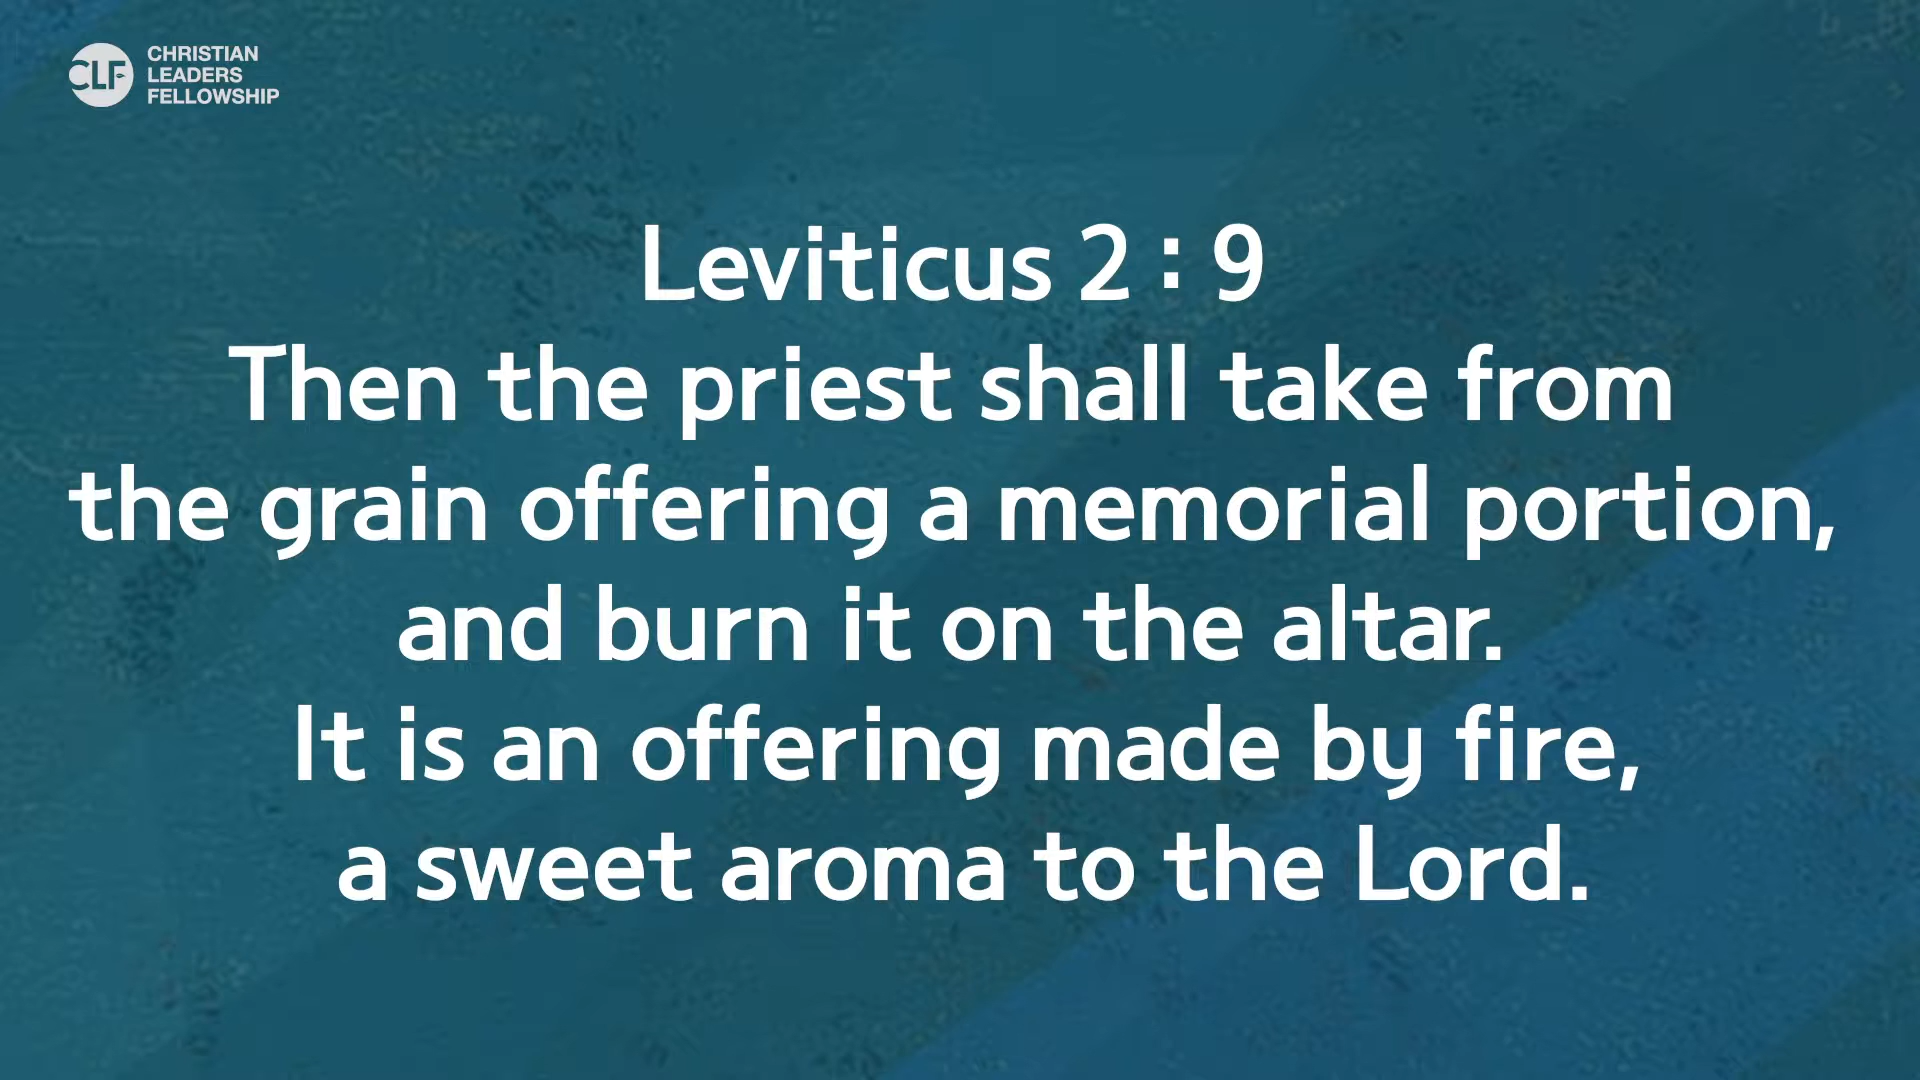 CLF
CHRISTIAN
LEADERS
FELLOWSHIP
Leviticus 2 : 9
Then the priest shall take from
the grain offering a memorial portion,
and burn it on the altar.
It is an offering made by fire,
a sweet aroma to the Lord.